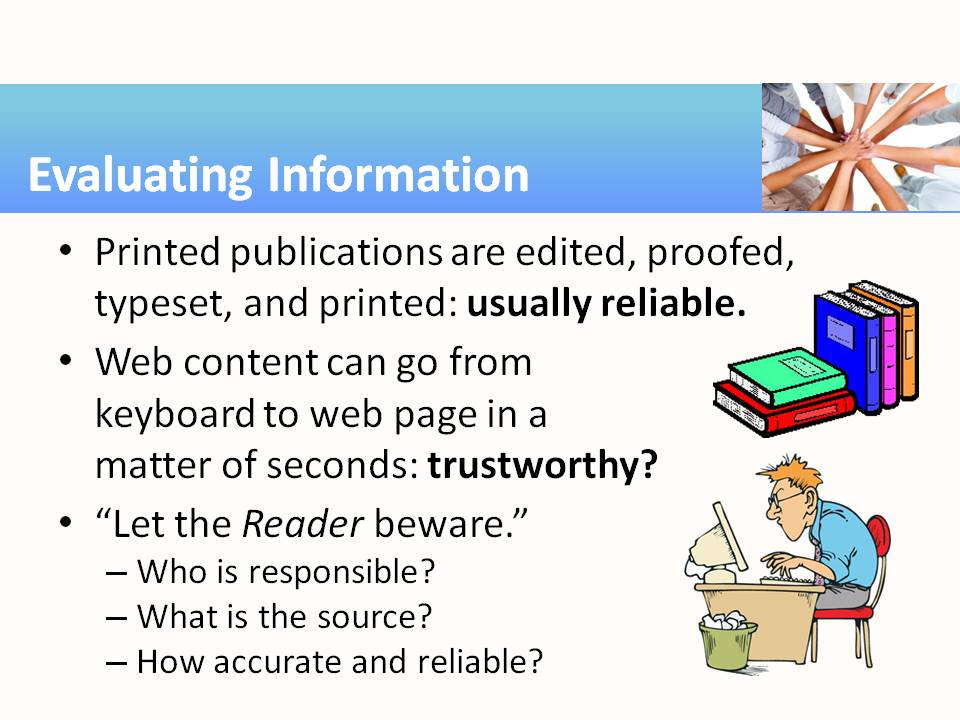 Evaluating Information
• Printed publications are edited, proofed,
typeset, and printed: usually reliable.
• Web content can go from
keyboard to web page in a
matter of seconds: trustworthy?
• “Let the Reader beware.”
– Who is responsible?
– What is the source?
– How accurate and reliable?